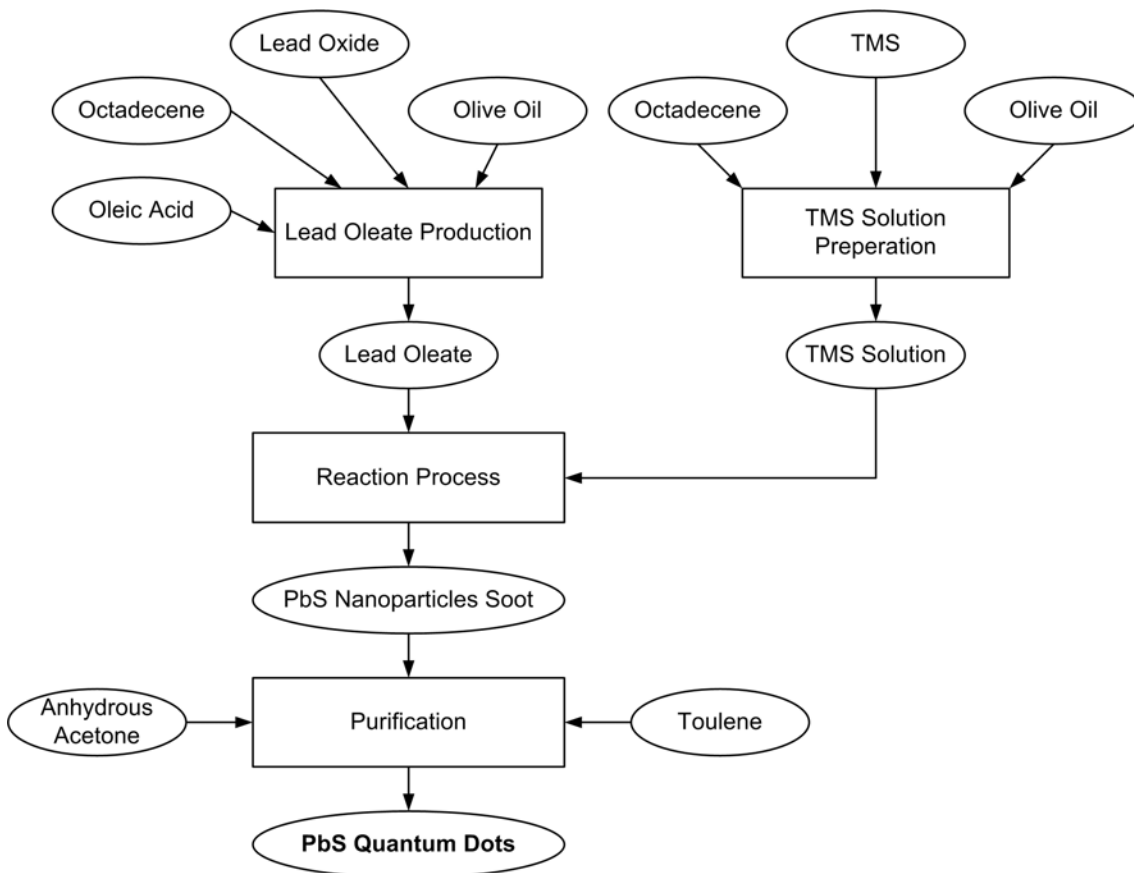 Lead Oxide
TMS
Octadecene
Olive Oil
Octadecene
Olive Oil
Oleic Acid
Lead Oleate Production
TMS Solution
Preperation
Lead Oleate
TMS Solution
Reaction Process
PbS Nanoparticles Soot
Anhydrous
Acetone
Purification
Toulene
PbS Quantum Dots